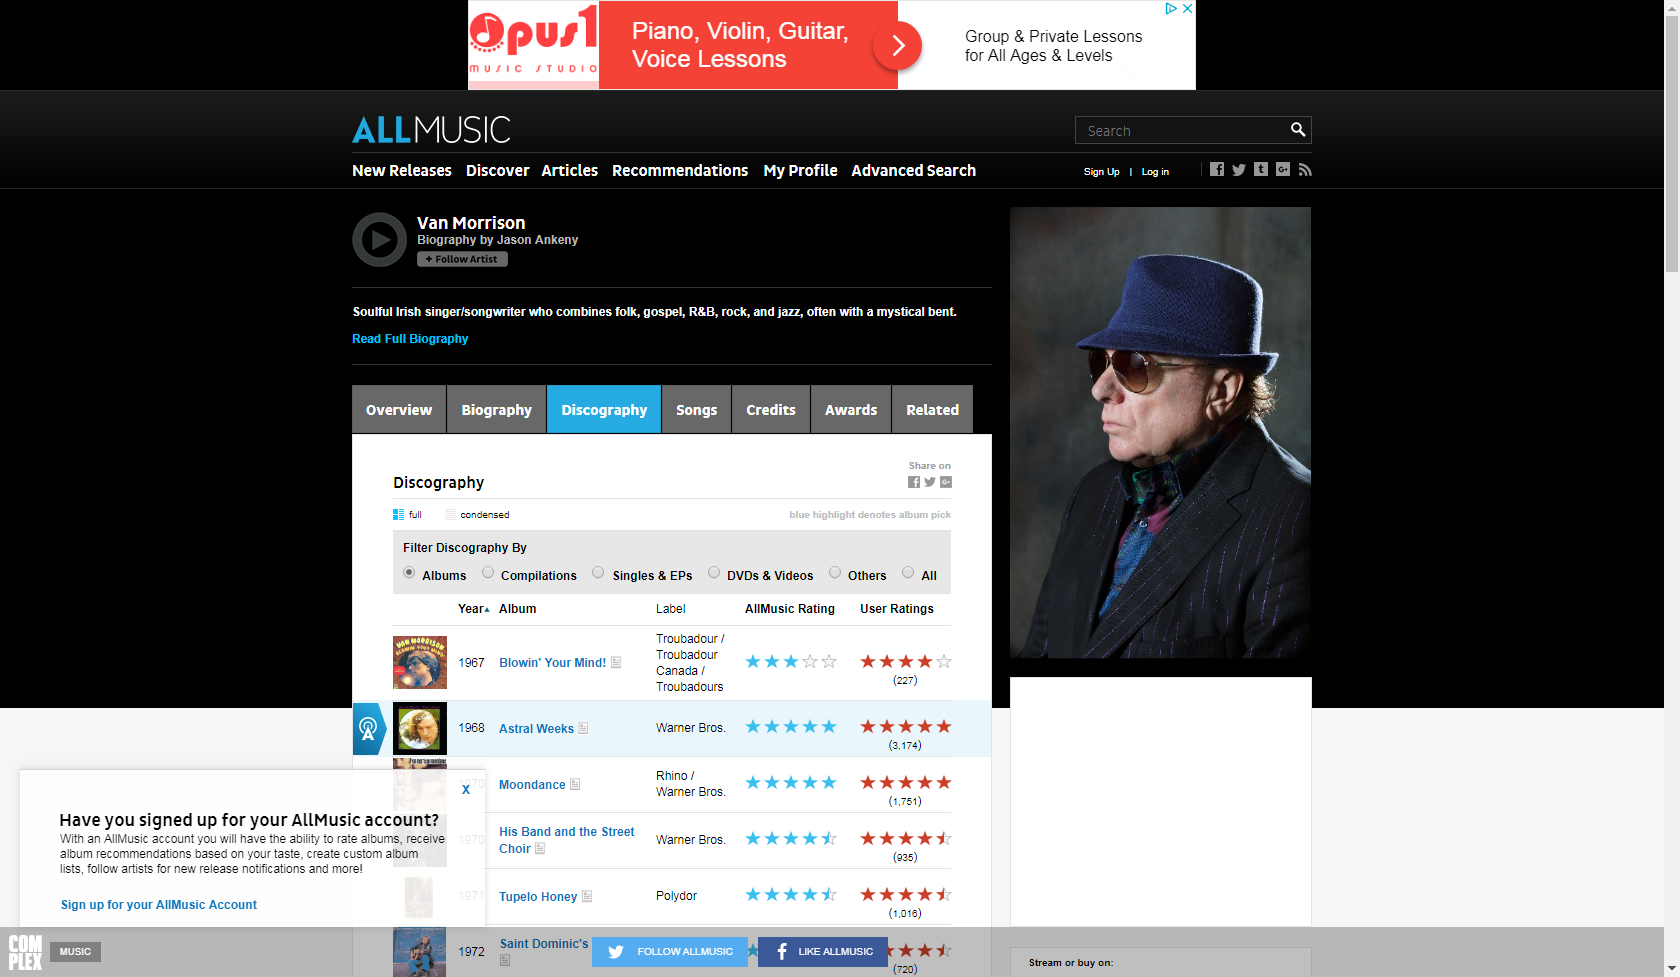 Opus1
MUSIC STUDIO
Piano, Violin, Guitar,
Voice Lessons
Group & Private Lessons
for All Ages & Levels
ALLMUSIC
Search
New Releases Discover Articles Recommendations My Profile Advanced Search
Sign Up | Log in
Van Morrison
Biography by Jason Ankeny
+ Follow Artist
Soulful Irish singer/songwriter who combines folk, gospel, R&B, rock, and jazz, often with a mystical bent.
Read Full Biography
Overview Biography Discography Songs Credits Awards Related
Share on
Discography
full condensed blue highlight denotes album pick
Filter Discography By
Albums Compilations Singles & EPs DVDs & Videos Others All
Year Album Label AllMusic Rating User Ratings
VAN MORRISON
BLOWIN' YOUR MIND!
1967 Blowin' Your Mind! Troubadour / Troubadour Canada / Troubadours
(227)
1968 Astral Weeks Warner Bros.
(3,174)
1970 Moondance Rhino / Warner Bros.
(1,751)
1970 His Band and the Street Choir Warner Bros.
(935)
1971 Tupelo Honey Polydor
(1,016)
1972 Saint Dominic's
(720)
X
Have you signed up for your AllMusic account?
With an AllMusic account you will have the ability to rate albums, receive
album recommendations based on your taste, create custom album
lists, follow artists for new release notifications and more!
Sign up for your AllMusic Account
COMPLEX
MUSIC
FOLLOW ALLMUSIC
LIKE ALLMUSIC
Stream or buy on: